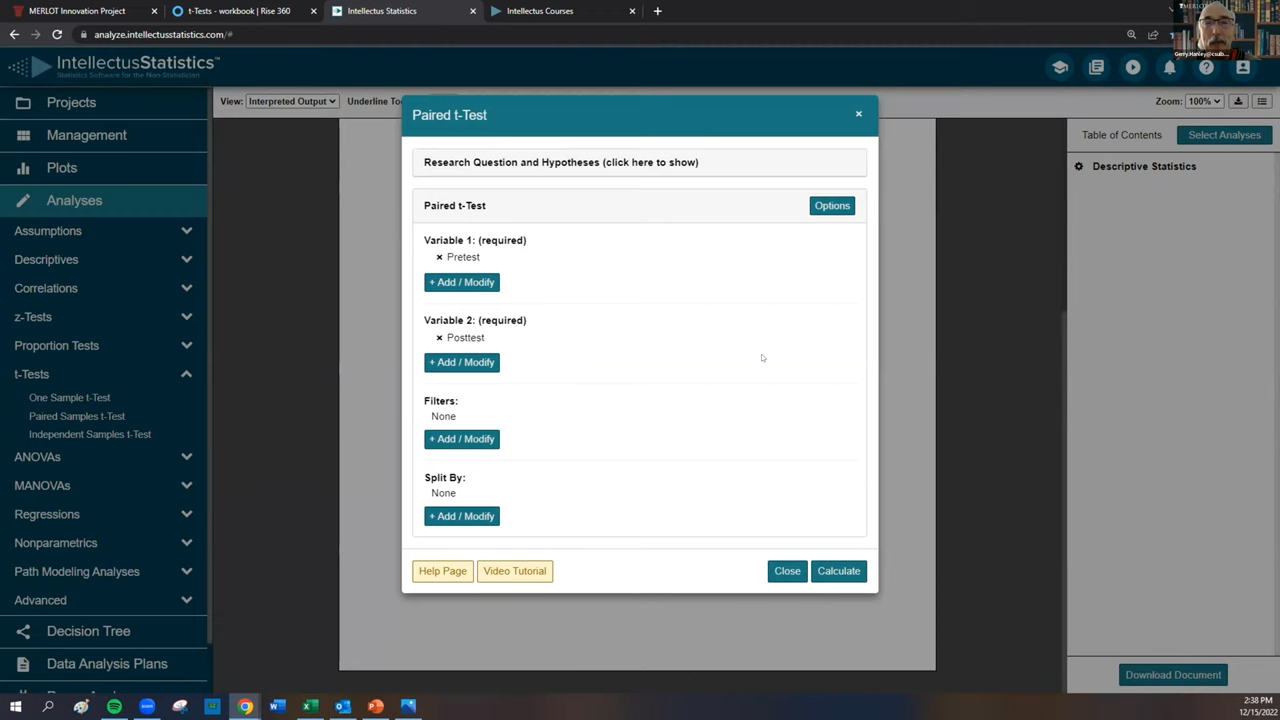 MERLOT Innovation Project
t-Tests - workbook | Rise 360
Intellectus Statistics
Intellectus Courses
analyze.intellectusstatistics.com/#
MERLOT
Gerry.Hanley@csulb....
IntellectusStatistics™
Statistics Software for the Non-Statistician
Projects
Management
Plots
Analyses
Assumptions
Descriptives
Correlations
z-Tests
Proportion Tests
t-Tests
One Sample t-Test
Paired Samples t-Test
Independent Samples t-Test
ANOVAs
MANOVAs
Regressions
Nonparametrics
Path Modeling Analyses
Advanced
Decision Tree
Data Analysis Plans
View: Interpreted Output
Underline To
Zoom: 100%
Paired t-Test
×
Research Question and Hypotheses (click here to show)
Paired t-Test
Options
Variable 1: (required)
× Pretest
+ Add / Modify
Variable 2: (required)
× Posttest
+ Add / Modify
Filters:
None
+ Add / Modify
Split By:
None
+ Add / Modify
Help Page
Video Tutorial
Close
Calculate
Table of Contents
Select Analyses
Descriptive Statistics
Download Document
2:38 PM
12/15/2022